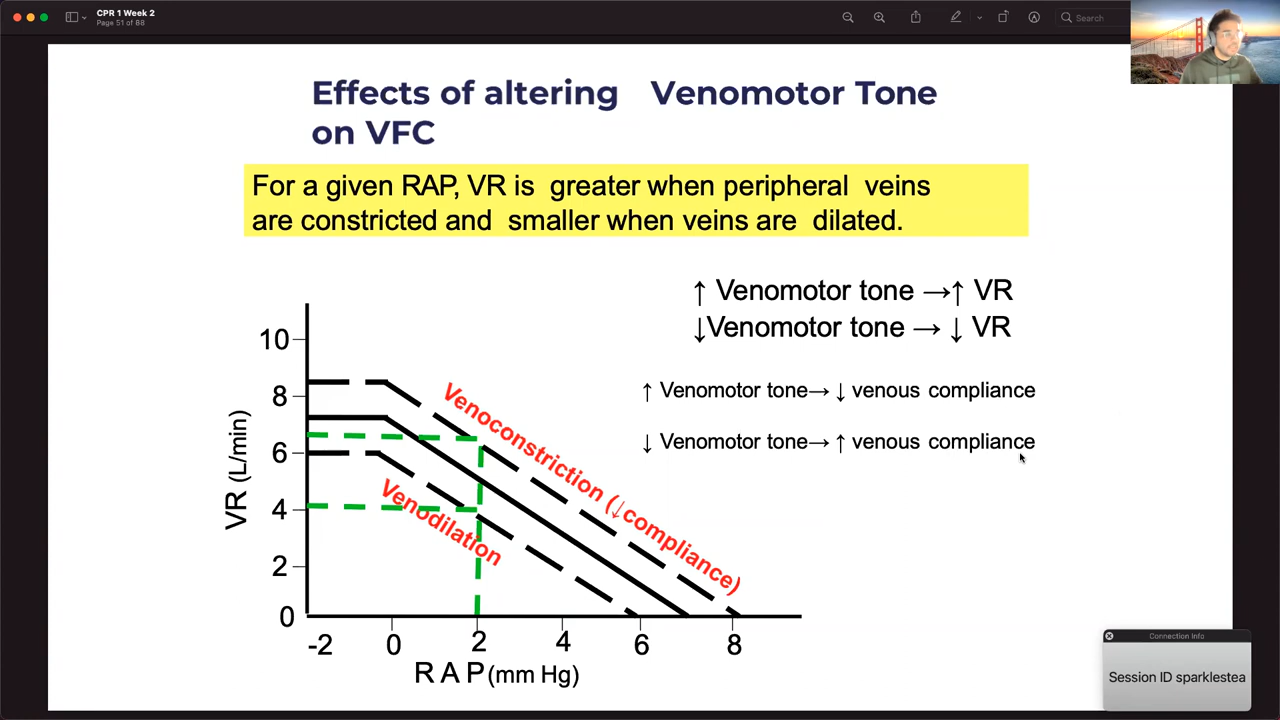 CPR 1 Week 2
Page 51 of 88
Search
Effects of altering Venomotor Tone
on VFC
For a given RAP, VR is greater when peripheral veins
are constricted and smaller when veins are dilated.
↑ Venomotor tone →↑ VR
↓Venomotor tone → ↓ VR
↑ Venomotor tone→ ↓ venous compliance
↓ Venomotor tone→ ↑ venous compliance
VR (L/min)
10
8
6
4
2
0
Venoconstriction (↓compliance)
Venodilation
-2 0 2 4 6 8
R A P (mm Hg)
Connection Info
Session ID sparklestea